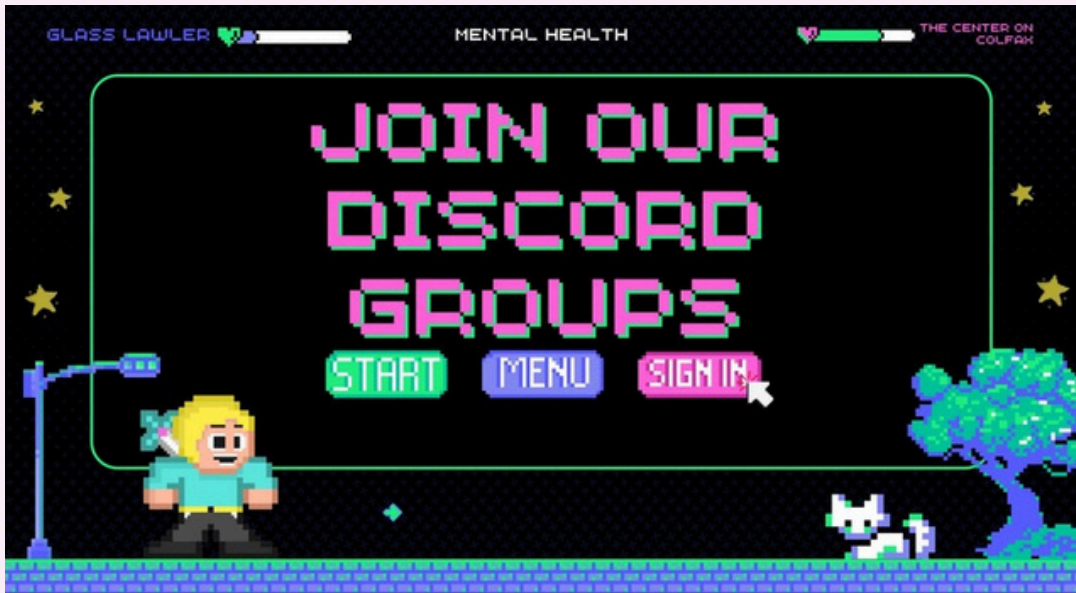 GLASS LAWLER
MENTAL HEALTH
THE CENTER ON
COLFAX
JOIN OUR
DISCORD
GROUPS
START
MENU
SIGN IN